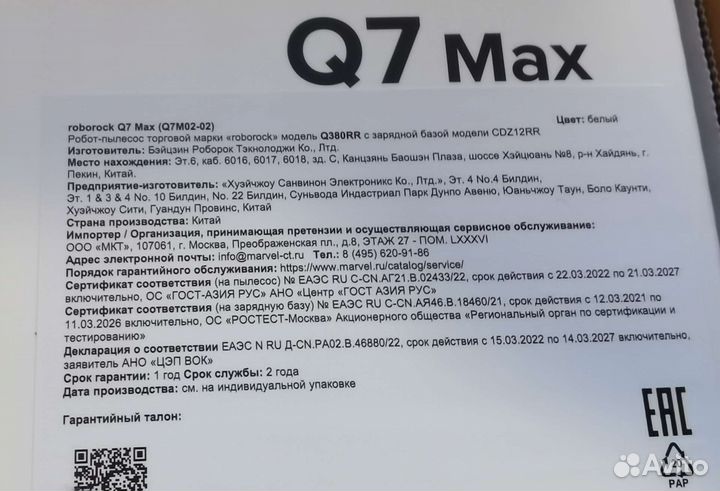 Q7 Max
roborock Q7 Max (Q7M02-02) Цвет: белый
Робот-пылесос торговой марки «roborock» модель Q380RR с зарядной базой модели CDZ12RR
Изготовитель: Бэйцзин Роборок Тэкнолоджи Ко., Лтд.
Место нахождения: Эт.6, каб. 6016, 6017, 6018, зд. С, Канцзянь Баошэн Плаза, шоссе Хэйцюань №8, р-н Хайдянь, г.
Пекин, Китай.
Предприятие-изготовитель: «Хуэйчжоу Санвинон Электроникс Ко., Лтд.», Эт. 4 No.4 Билдин,
Эт. 1 & 3 & 4 No. 10 Билдин, No. 22 Билдин, Суньвода Индастриал Парк Дунпо Авеню, Юаньчжоу Таун, Боло Каунти,
Хуэйчжоу Сити, Гуандун Провинс, Китай
Страна производства: Китай
Импортер / Организация, принимающая претензии и осуществляющая сервисное обслуживание:
ООО «МКТ», 107061, г. Москва, Преображенская пл., д.8, ЭТАЖ 27 - ПОМ. LXXXVI
Адрес электронной почты: info@marvel-ct.ru Тел.: 8 (495) 620-91-86
Порядок гарантийного обслуживания: https://www.marvel.ru/catalog/service/
Сертификат соответствия (на пылесос) № ЕАЭС RU C-CN.АГ21.В.02433/22, срок действия с 22.03.2022 по 21.03.2027
включительно, ОС «ГОСТ-АЗИЯ РУС» АНО «Центр «ГОСТ АЗИЯ РУС»
Сертификат соответствия (на зарядную базу) № ЕАЭС RU C-CN.АЯ46.В.18460/21, срок действия с 12.03.2021 по
11.03.2026 включительно, ОС «РОСТЕСТ-Москва» Акционерного общества «Региональный орган по сертификации и
тестированию»
Декларация о соответствии ЕАЭС N RU Д-CN.РА02.В.46880/22, срок действия с 15.03.2022 по 14.03.2027 включительно,
заявитель АНО «ЦЭП ВОК»
Срок гарантии: 1 год Срок службы: 2 года
Дата производства: см. на индивидуальной упаковке
Гарантийный талон:
EAC
PAP
Avito